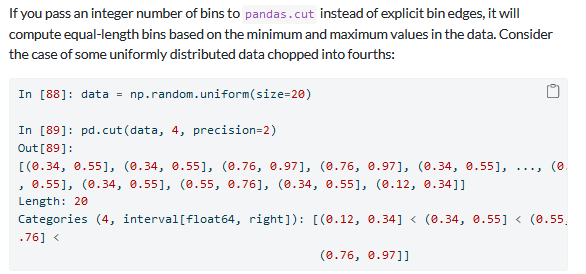 If you pass an integer number of bins to pandas.cut instead of explicit bin edges, it will
compute equal-length bins based on the minimum and maximum values in the data. Consider
the case of some uniformly distributed data chopped into fourths:
In [88]: data = np.random.uniform(size=20)
In [89]: pd.cut(data, 4, precision=2)
Out[89]:
[(0.34, 0.55], (0.34, 0.55], (0.76, 0.97], (0.76, 0.97], (0.34, 0.55], ..., (0.
, 0.55], (0.34, 0.55], (0.55, 0.76], (0.34, 0.55], (0.12, 0.34]]
Length: 20
Categories (4, interval[float64, right]): [(0.12, 0.34] < (0.34, 0.55] < (0.55,
.76] <
(0.76, 0.97]]